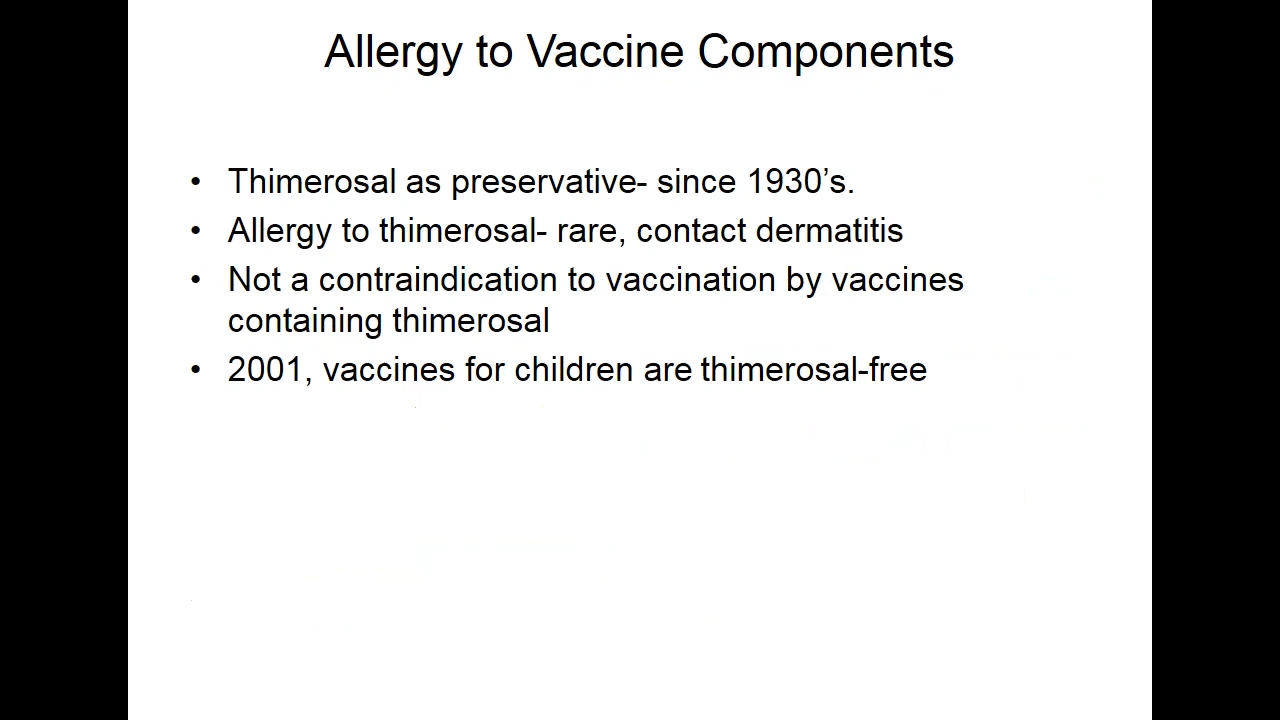 Allergy to Vaccine Components
• Thimerosal as preservative- since 1930’s.
• Allergy to thimerosal- rare, contact dermatitis
• Not a contraindication to vaccination by vaccines
containing thimerosal
• 2001, vaccines for children are thimerosal-free